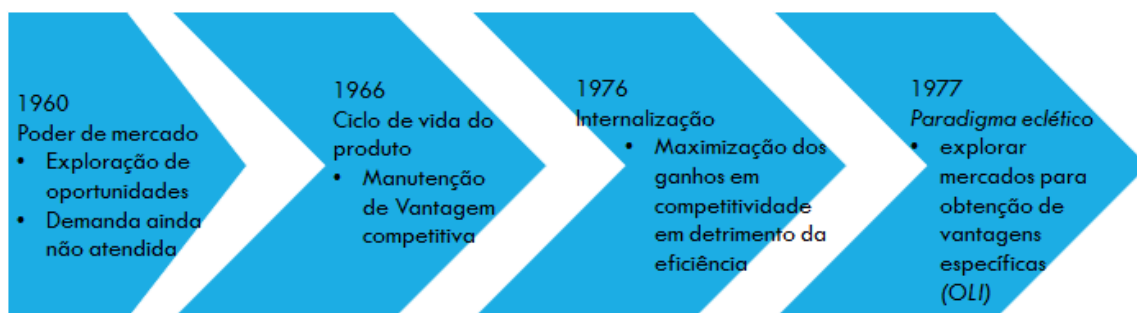 1960
Poder de mercado
• Exploração de
oportunidades
• Demanda ainda
não atendida
1966
Ciclo de vida do
produto
• Manutenção
de Vantagem
competitiva
1976
Internalização
• Maximização dos
ganhos em
competitividade
em detrimento da
eficiência
1977
Paradigma eclético
• explorar
mercados para
obtenção de
vantagens
específicas
(OLI)